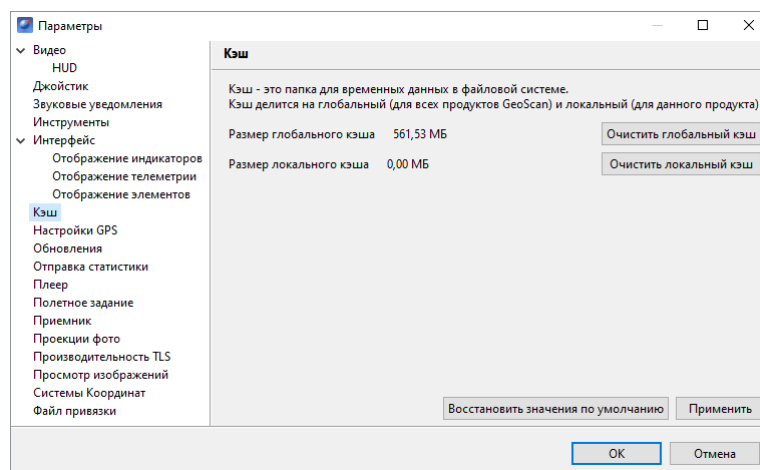 Параметры
Видео
HUD
Джойстик
Звуковые уведомления
Инструменты
Интерфейс
Отображение индикаторов
Отображение телеметрии
Отображение элементов
Кэш
Настройки GPS
Обновления
Отправка статистики
Плеер
Полетное задание
Приемник
Проекции фото
Производительность TLS
Просмотр изображений
Системы Координат
Файл привязки
Кэш
Кэш - это папка для временных данных в файловой системе.
Кэш делится на глобальный (для всех продуктов GeoScan) и локальный (для данного продукта)
Размер глобального кэша 561,53 МБ Очистить глобальный кэш
Размер локального кэша 0,00 МБ Очистить локальный кэш
Восстановить значения по умолчанию Применить
OK Отмена